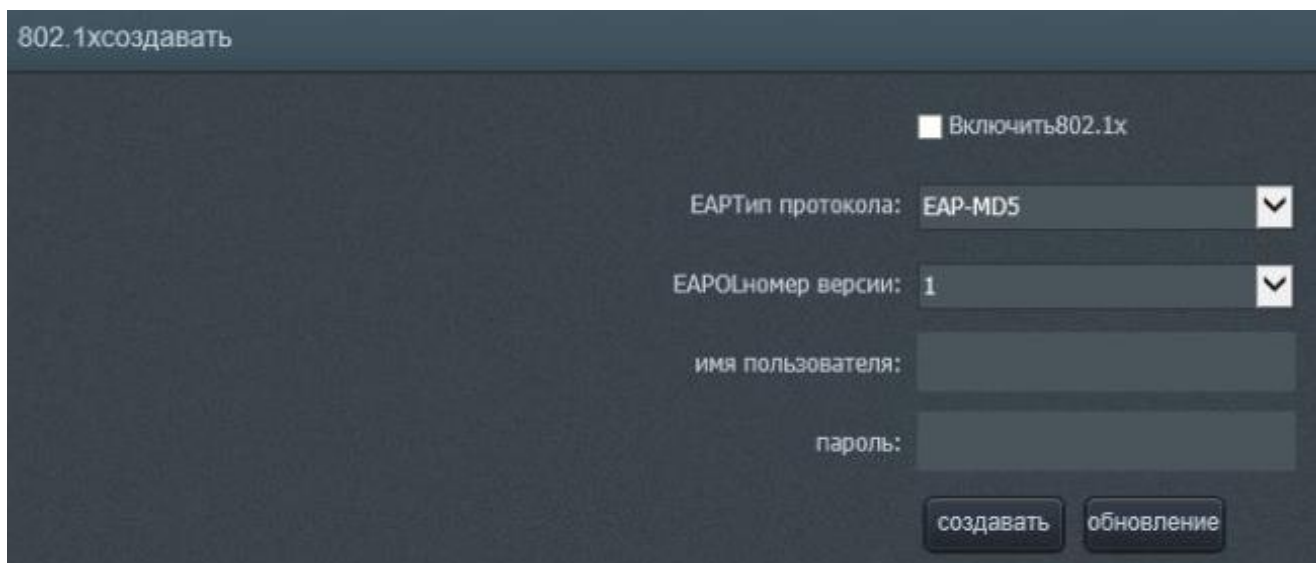 802.1xсоздавать
Включить802.1x
EAPТип протокола: EAP-MD5
EAPOLномер версии: 1
имя пользователя:
пароль:
создавать обновление